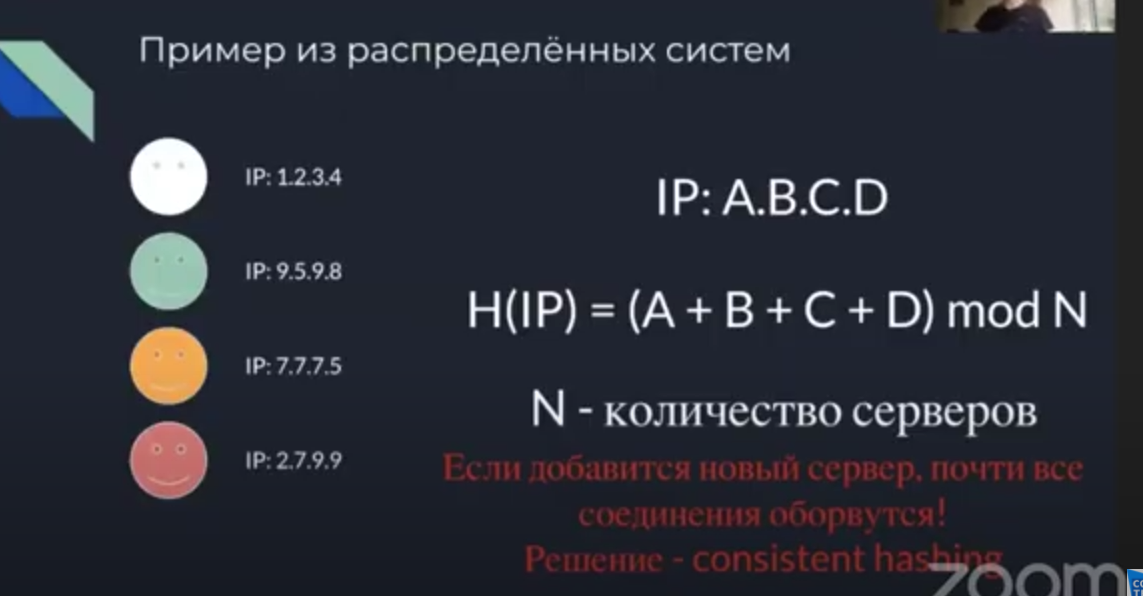 Пример из распределённых систем
IP: 1.2.3.4
IP: 9.5.9.8
IP: 7.7.7.5
IP: 2.7.9.9
IP: A.B.C.D
H(IP) = (A + B + C + D) mod N
N - количество серверов
Если добавится новый сервер, почти все
соединения оборвутся!
Решение - consistent hashing
zoom